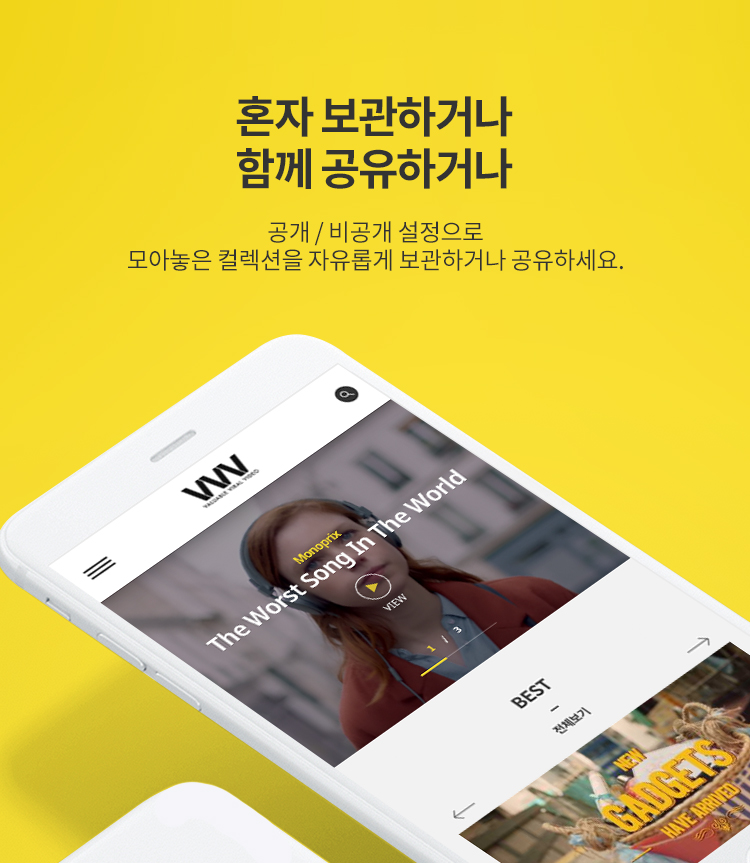 혼자 보관하거나
함께 공유하거나
공개 / 비공개 설정으로
모아놓은 컬렉션을 자유롭게 보관하거나 공유하세요.
VVV
VALUABLE VIRAL VIDEO
Monoprix
The Worst Song In The World
VIEW
1 / 3
BEST
전체보기
NEW
GADGETS
HAVE ARRIVED